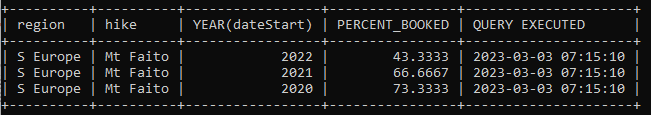 +----------+----------+-----------------+----------------+---------------------+
| region | hike | YEAR(dateStart) | PERCENT_BOOKED | QUERY EXECUTED |
+----------+----------+-----------------+----------------+---------------------+
| S Europe | Mt Faito | 2022 | 43.3333 | 2023-03-03 07:15:10 |
| S Europe | Mt Faito | 2021 | 66.6667 | 2023-03-03 07:15:10 |
| S Europe | Mt Faito | 2020 | 73.3333 | 2023-03-03 07:15:10 |
+----------+----------+-----------------+----------------+---------------------+